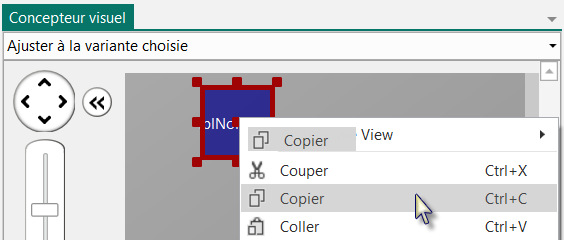 Concepteur visuel
Ajuster à la variante choisie
Copier
View
Couper Ctrl+X
Copier Ctrl+C
Coller Ctrl+V